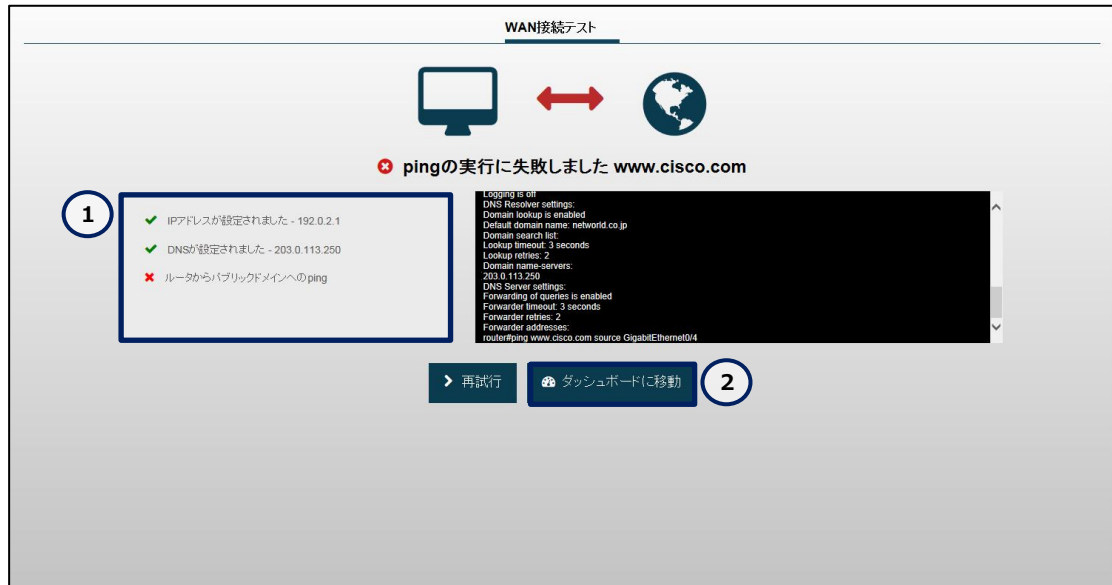 WAN接続テスト
pingの実行に失敗しました www.cisco.com
1
IPアドレスが設定されました - 192.0.2.1
DNSが設定されました - 203.0.113.250
ルータからパブリックドメインへのping
Logging is off
DNS Resolver settings:
Domain lookup is enabled
Default domain name: networld.co.jp
Domain search list:
Lookup timeout: 3 seconds
Lookup retries: 2
Domain name-servers:
203.0.113.250
DNS Server settings:
Forwarding of queries is enabled
Forwarder timeout: 3 seconds
Forwarder retries: 2
Forwarder addresses:
router#ping www.cisco.com source GigabitEthernet0/4
再試行
ダッシュボードに移動
2